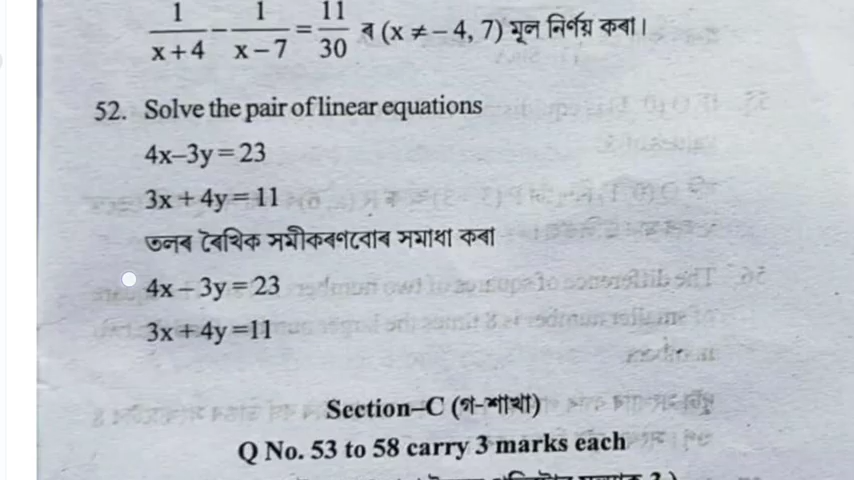 1/(x+4) − 1/(x−7) = 11/30 ৰ (x ≠ – 4, 7) মূল নিৰ্ণয় কৰা।
52. Solve the pair of linear equations
4x–3y = 23
3x + 4y = 11
তলৰ ৰৈখিক সমীকৰণবোৰ সমাধা কৰা
4x – 3y = 23
3x + 4y =11
Section–C (গ-শাখা)
Q No. 53 to 58 carry 3 marks each